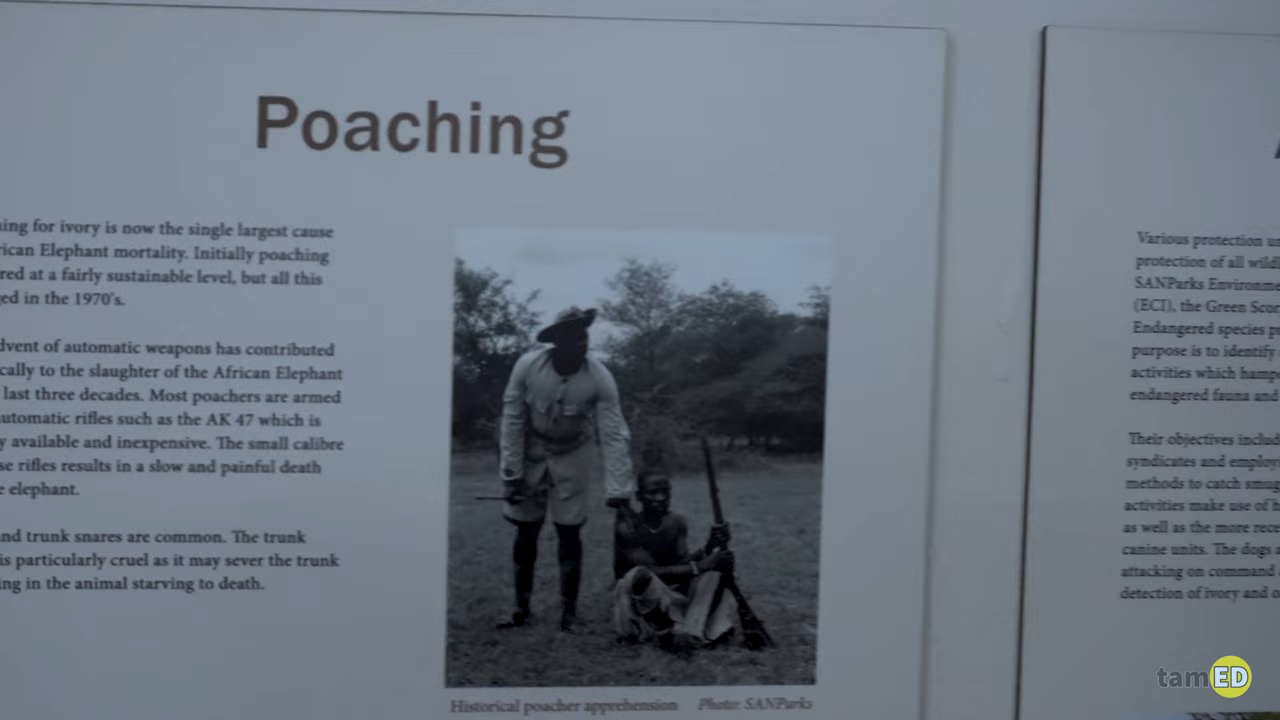 Poaching
ing for ivory is now the single largest cause
rican Elephant mortality. Initially poaching
red at a fairly sustainable level, but all this
ed in the 1970's.
dvent of automatic weapons has contributed
cally to the slaughter of the African Elephant
last three decades. Most poachers are armed
automatic rifles such as the AK 47 which is
y available and inexpensive. The small calibre
se rifles results in a slow and painful death
e elephant.
and trunk snares are common. The trunk
is particularly cruel as it may sever the trunk
ing in the animal starving to death.
Historical poacher apprehension Photo: SANParks
Various protection u
protection of all wildl
SANParks Environme
(ECI), the Green Scor
Endangered species p
purpose is to identify
activities which hamp
endangered fauna and
Their objectives includ
syndicates and employ
methods to catch smug
activities make use of h
as well as the more rece
canine units. The dogs a
attacking on command
detection of ivory and o
tamED